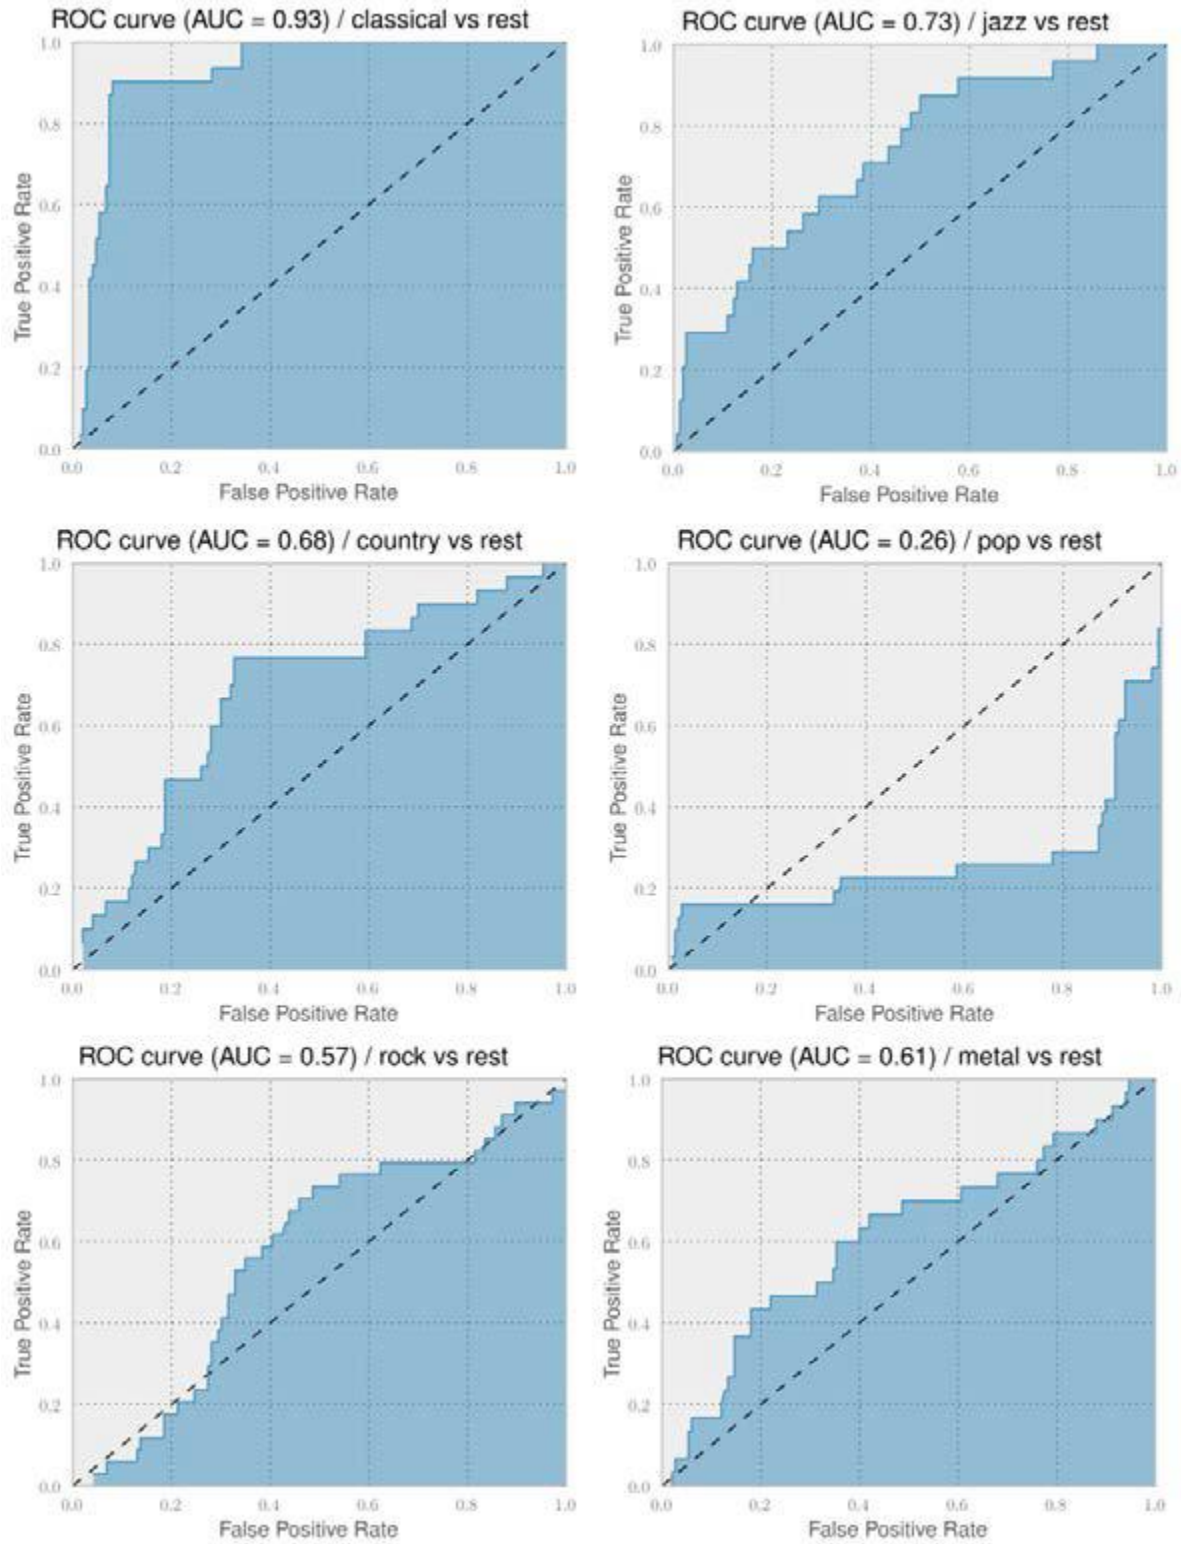 ROC curve (AUC = 0.93) / classical vs rest
1.0
0.8
0.6
0.4
0.2
0.0
True Positive Rate
0.0 0.2 0.4 0.6 0.8 1.0
False Positive Rate
ROC curve (AUC = 0.73) / jazz vs rest
1.0
0.8
0.6
0.4
0.2
0.0
True Positive Rate
0.0 0.2 0.4 0.6 0.8 1.0
False Positive Rate
ROC curve (AUC = 0.68) / country vs rest
1.0
0.8
0.6
0.4
0.2
0.0
True Positive Rate
0.0 0.2 0.4 0.6 0.8 1.0
False Positive Rate
ROC curve (AUC = 0.26) / pop vs rest
1.0
0.8
0.6
0.4
0.2
0.0
True Positive Rate
0.0 0.2 0.4 0.6 0.8 1.0
False Positive Rate
ROC curve (AUC = 0.57) / rock vs rest
1.0
0.8
0.6
0.4
0.2
0.0
True Positive Rate
0.0 0.2 0.4 0.6 0.8 1.0
False Positive Rate
ROC curve (AUC = 0.61) / metal vs rest
1.0
0.8
0.6
0.4
0.2
0.0
True Positive Rate
0.0 0.2 0.4 0.6 0.8 1.0
False Positive Rate